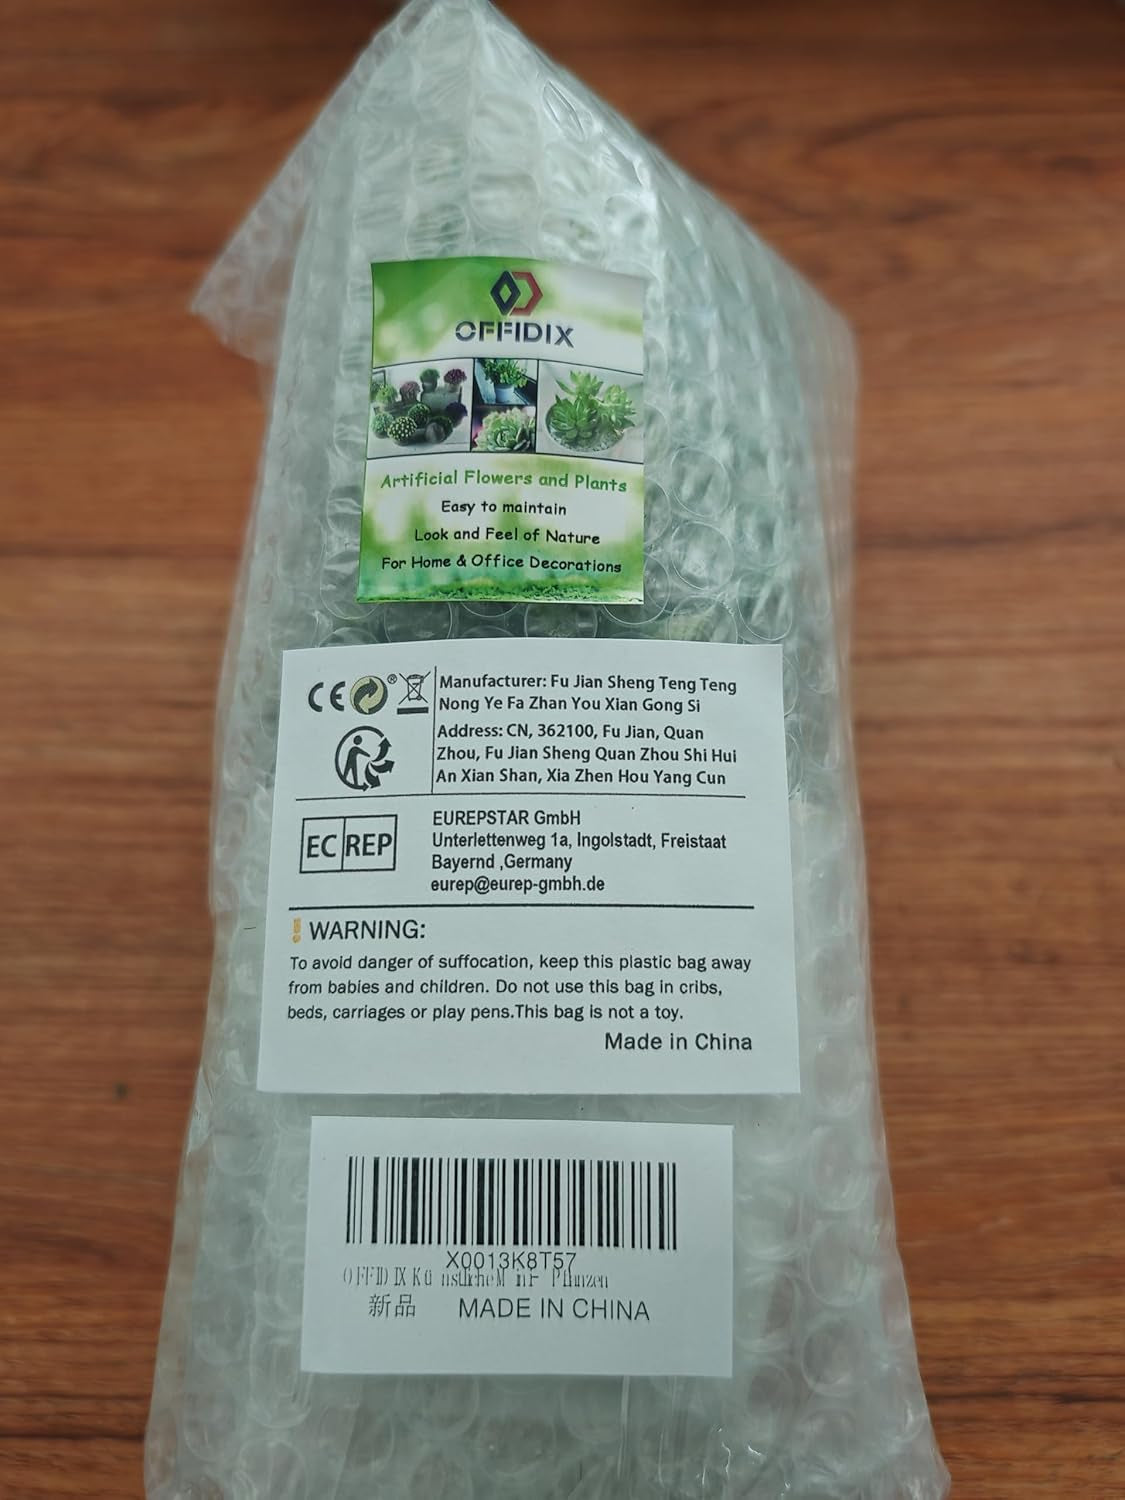 OFFIDIX
Artificial Flowers and Plants
Easy to maintain
Look and Feel of Nature
For Home & Office Decorations
CE
Manufacturer: Fu Jian Sheng Teng Teng
Nong Ye Fa Zhan You Xian Gong Si
Address: CN, 362100, Fu Jian, Quan
Zhou, Fu Jian Sheng Quan Zhou Shi Hui
An Xian Shan, Xia Zhen Hou Yang Cun
EC REP
EUREPSTAR GmbH
Unterlettenweg 1a, Ingolstadt, Freistaat
Bayernd ,Germany
eurep@eurep-gmbh.de
! WARNING:
To avoid danger of suffocation, keep this plastic bag away
from babies and children. Do not use this bag in cribs,
beds, carriages or play pens.This bag is not a toy.
Made in China
X0013K8T57
OFFIDIX Künstliche Mini- Pflanzen
新品 MADE IN CHINA